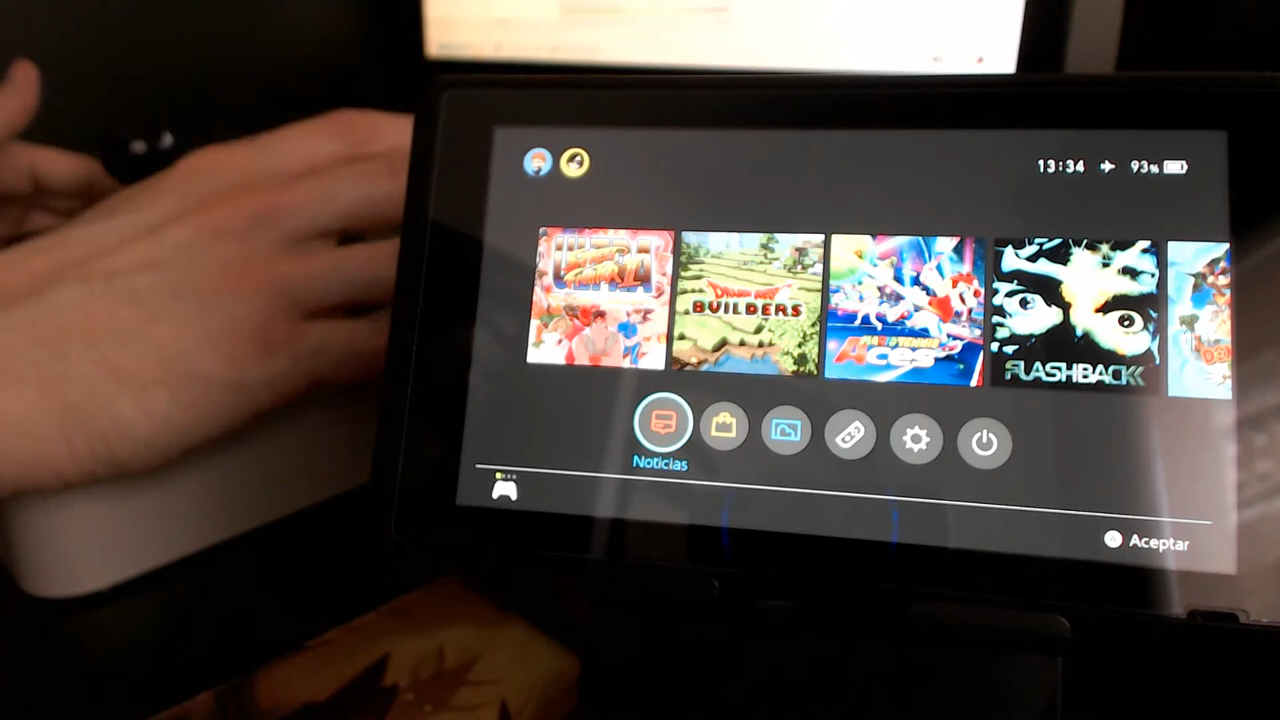 13:34 93%
ULTRA
STREET
FIGHTER II
DRAGON QUEST
BUILDERS
MARIO TENNIS
Aces
FLASHBACK
Noticias
Aceptar